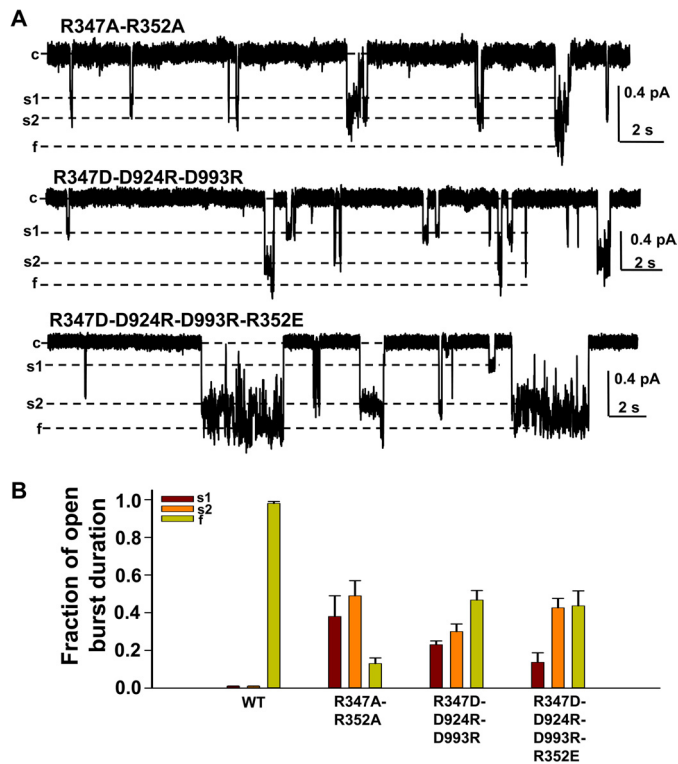 A
R347A-R352A
c
s1
s2
f
0.4 pA
2 s
R347D-D924R-D993R
c
s1
s2
f
0.4 pA
2 s
R347D-D924R-D993R-R352E
c
s1
s2
f
0.4 pA
2 s
B
Fraction of open
burst duration
1.0
0.8
0.6
0.4
0.2
0.0
s1
s2
f
WT
R347A-
R352A
R347D-
D924R-
D993R
R347D-
D924R-
D993R-
R352E